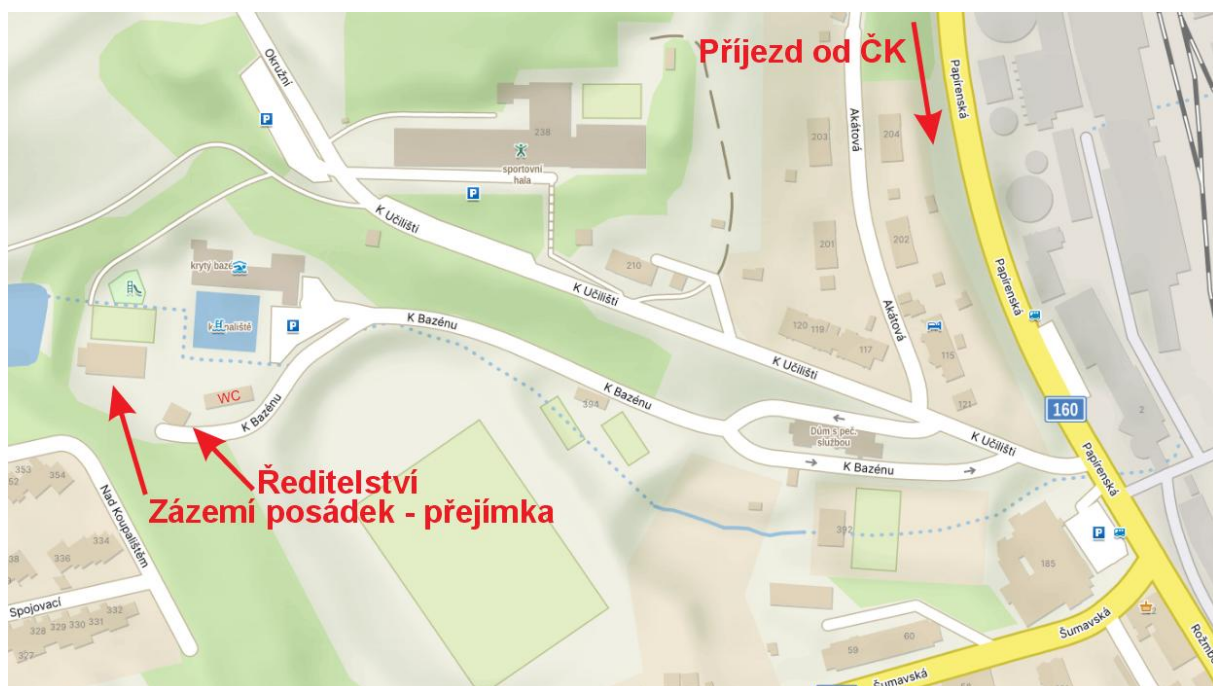 Příjezd od ČK
Okružní
Papírenská
Akátová
203
204
238
sportovní
hala
K Učilišti
201
202
210
krytý bazén
K Učilišti
Papírenská
Akátová
K Bazénu
120
119
117
115
K Učilišti
121
160
2
WC
394
K Bazénu
K Bazénu
Dům s peč.
službou
K Učilišti
K Bazénu
Papírenská
Ředitelství
Zázemí posádek - přejímka
353
354
334
336
Nad Koupalištěm
392
185
Spojovací
332
328
329
330
331
327
59
60
Šumavská
Šumavská